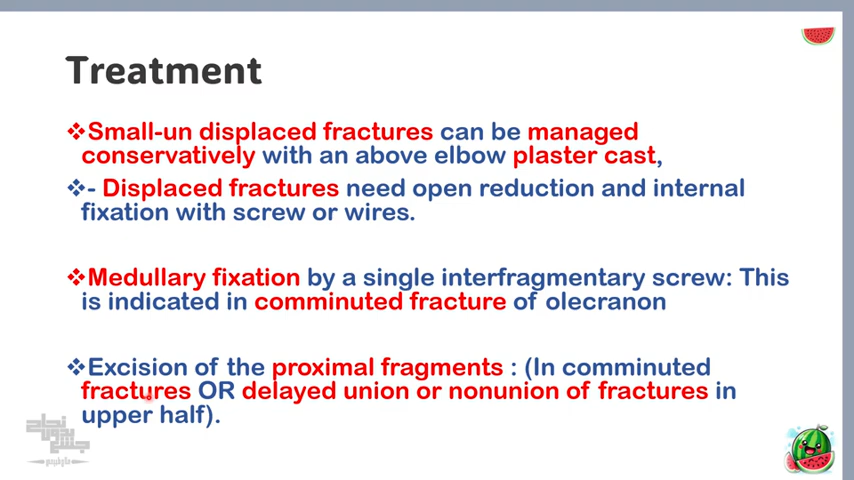 Treatment
❖Small-un displaced fractures can be managed
conservatively with an above elbow plaster cast,
❖- Displaced fractures need open reduction and internal
fixation with screw or wires.
❖Medullary fixation by a single interfragmentary screw: This
is indicated in comminuted fracture of olecranon
❖Excision of the proximal fragments : (In comminuted
fractures OR delayed union or nonunion of fractures in
upper half).